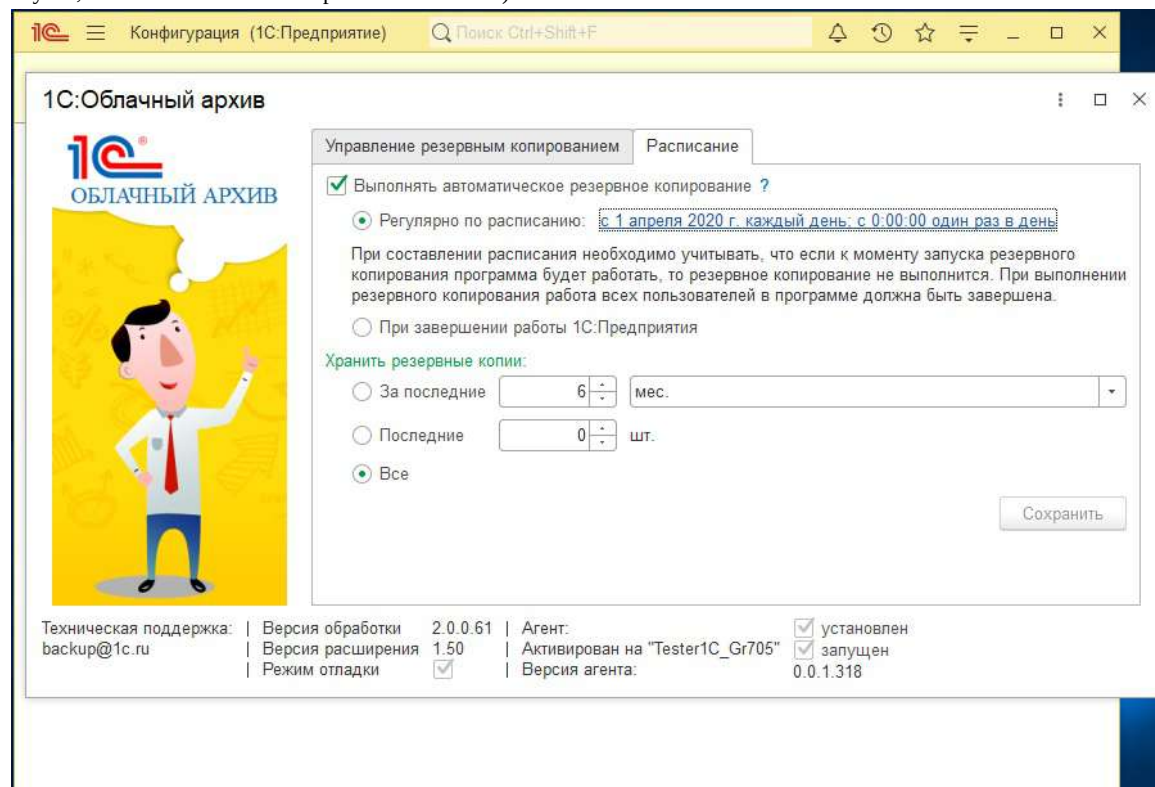 Конфигурация (1С:Предприятие)
Поиск Ctrl+Shift+F
1С:Облачный архив
1С
ОБЛАЧНЫЙ АРХИВ
Управление резервным копированием
Расписание
Выполнять автоматическое резервное копирование ?
Регулярно по расписанию: с 1 апреля 2020 г. каждый день; с 0:00:00 один раз в день
При составлении расписания необходимо учитывать, что если к моменту запуска резервного
копирования программа будет работать, то резервное копирование не выполнится. При выполнении
резервного копирования работа всех пользователей в программе должна быть завершена.
При завершении работы 1С:Предприятия
Хранить резервные копии:
За последние 6 мес.
Последние 0 шт.
Все
Сохранить
Техническая поддержка: | Версия обработки 2.0.0.61 | Агент: установлен
backup@1c.ru | Версия расширения 1.50 | Активирован на "Tester1C_Gr705" запущен
| Режим отладки | Версия агента: 0.0.1.318